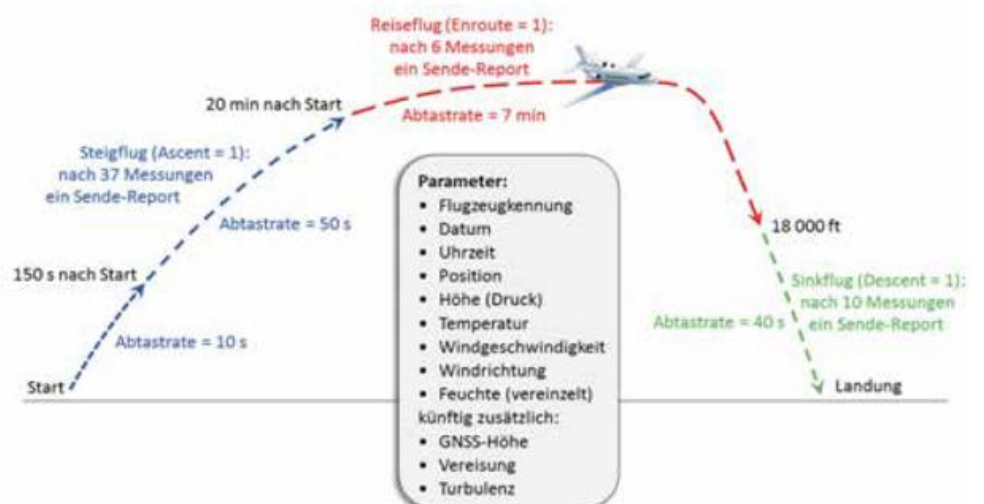 Reiseflug (Enroute = 1):
nach 6 Messungen
ein Sende-Report
20 min nach Start
Abtastrate = 7 min
Steigflug (Ascent = 1):
nach 37 Messungen
ein Sende-Report
Abtastrate = 50 s
150 s nach Start
Abtastrate = 10 s
Start
Parameter:
• Flugzeugkennung
• Datum
• Uhrzeit
• Position
• Höhe (Druck)
• Temperatur
• Windgeschwindigkeit
• Windrichtung
• Feuchte (vereinzelt)
künftig zusätzlich:
• GNSS-Höhe
• Vereisung
• Turbulenz
18 000 ft
Sinkflug (Descent = 1):
nach 10 Messungen
ein Sende-Report
Abtastrate = 40 s
Landung